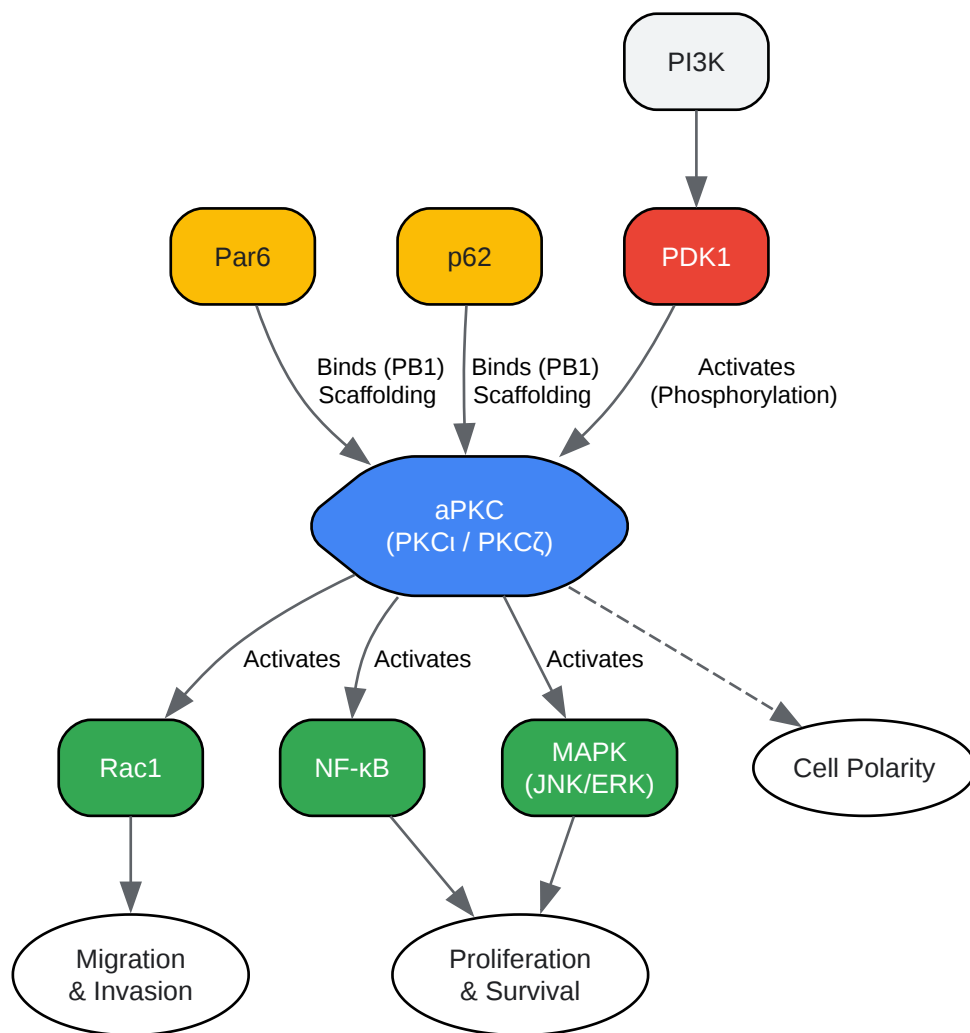 PI3K
Par6
p62
PDK1
Binds (PB1)
Scaffolding
Binds (PB1)
Scaffolding
Activates
(Phosphorylation)
aPKC
(PKCι / PKCζ)
Activates
Activates
Activates
Rac1
NF-κB
MAPK
(JNK/ERK)
Cell Polarity
Migration
& Invasion
Proliferation
& Survival